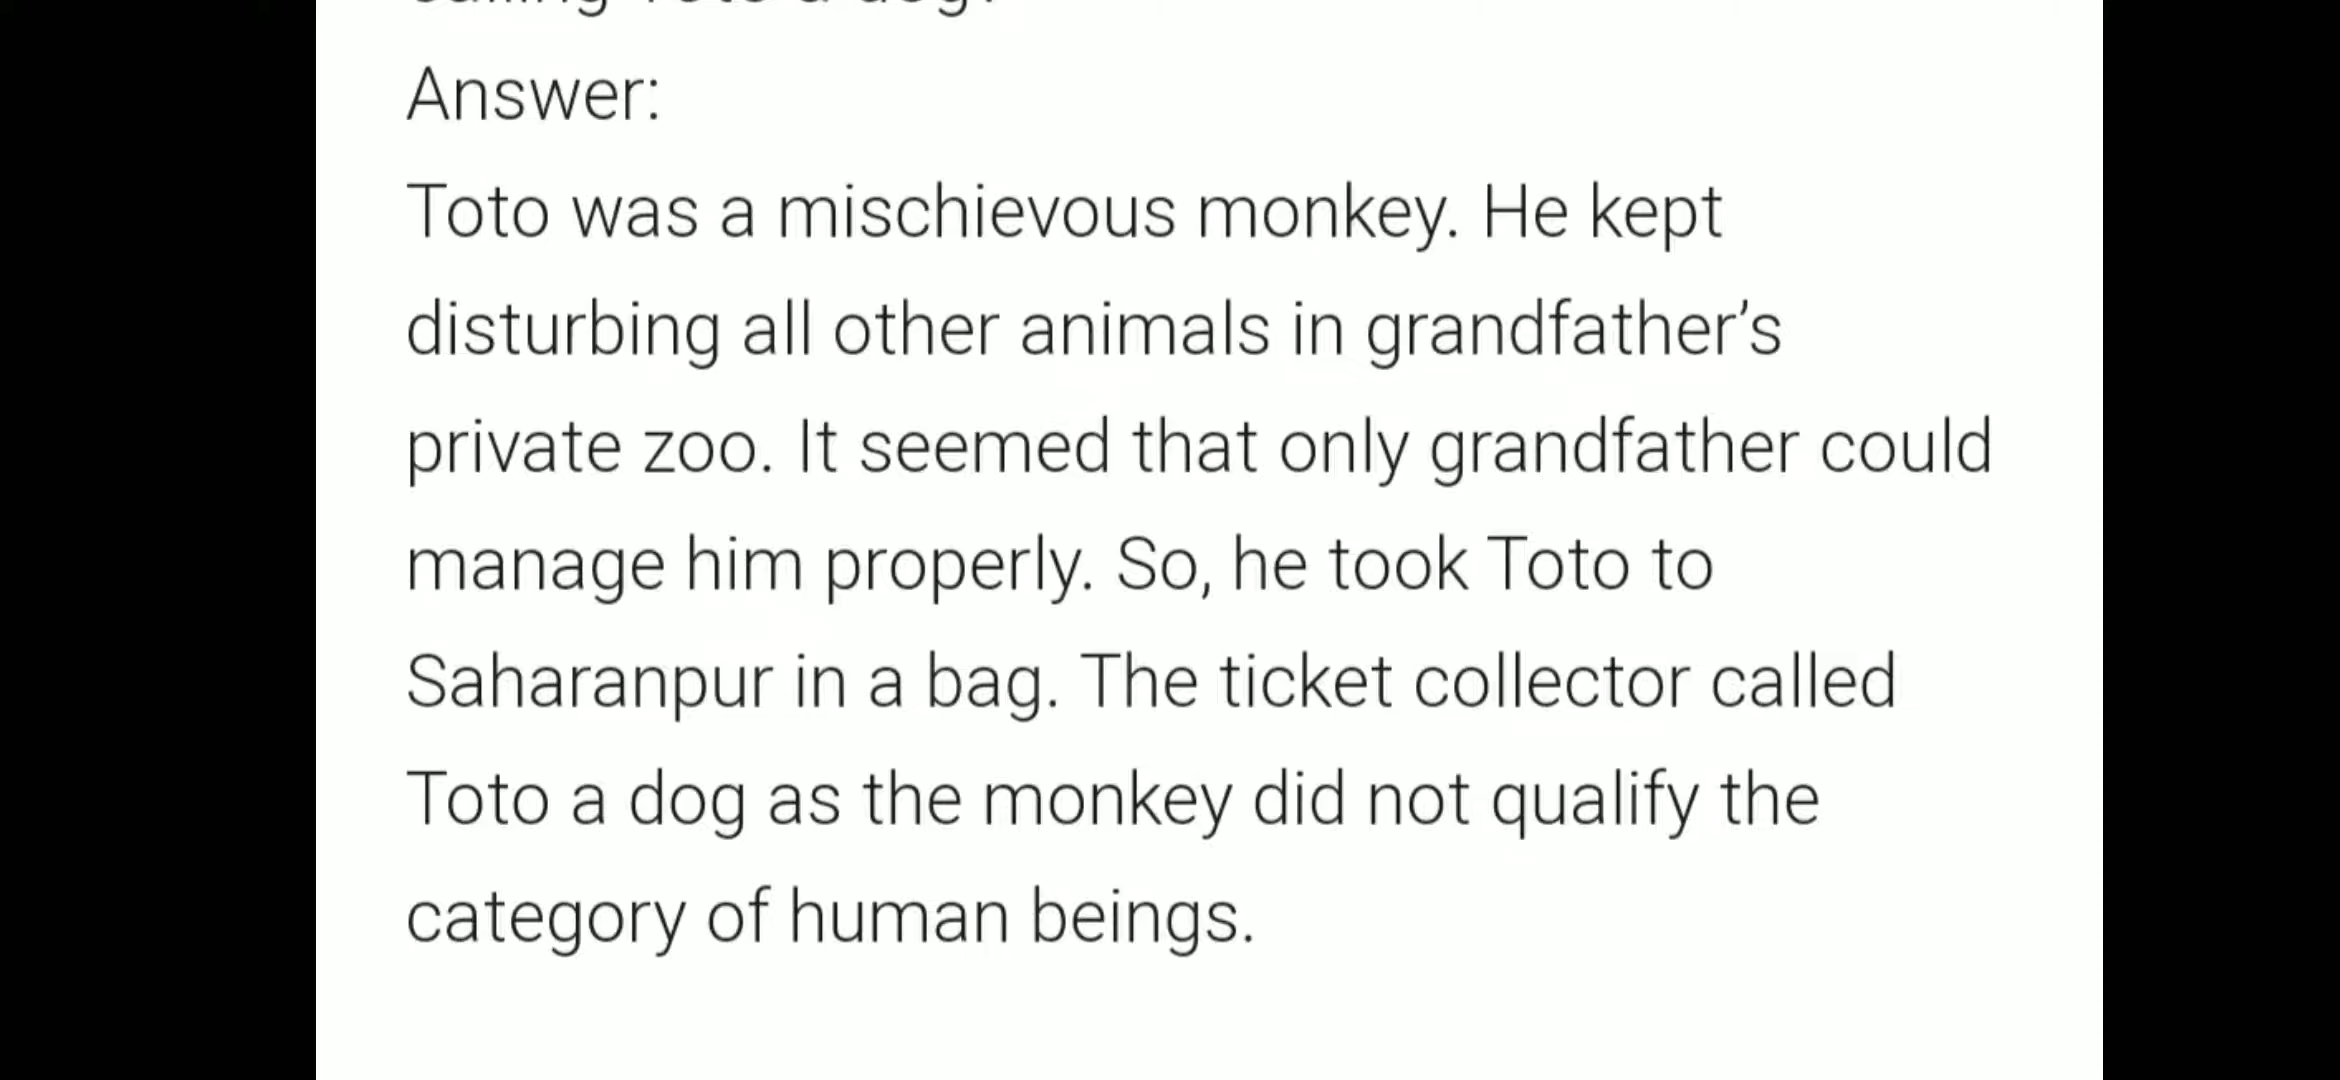 Answer:
Toto was a mischievous monkey. He kept
disturbing all other animals in grandfather’s
private zoo. It seemed that only grandfather could
manage him properly. So, he took Toto to
Saharanpur in a bag. The ticket collector called
Toto a dog as the monkey did not qualify the
category of human beings.